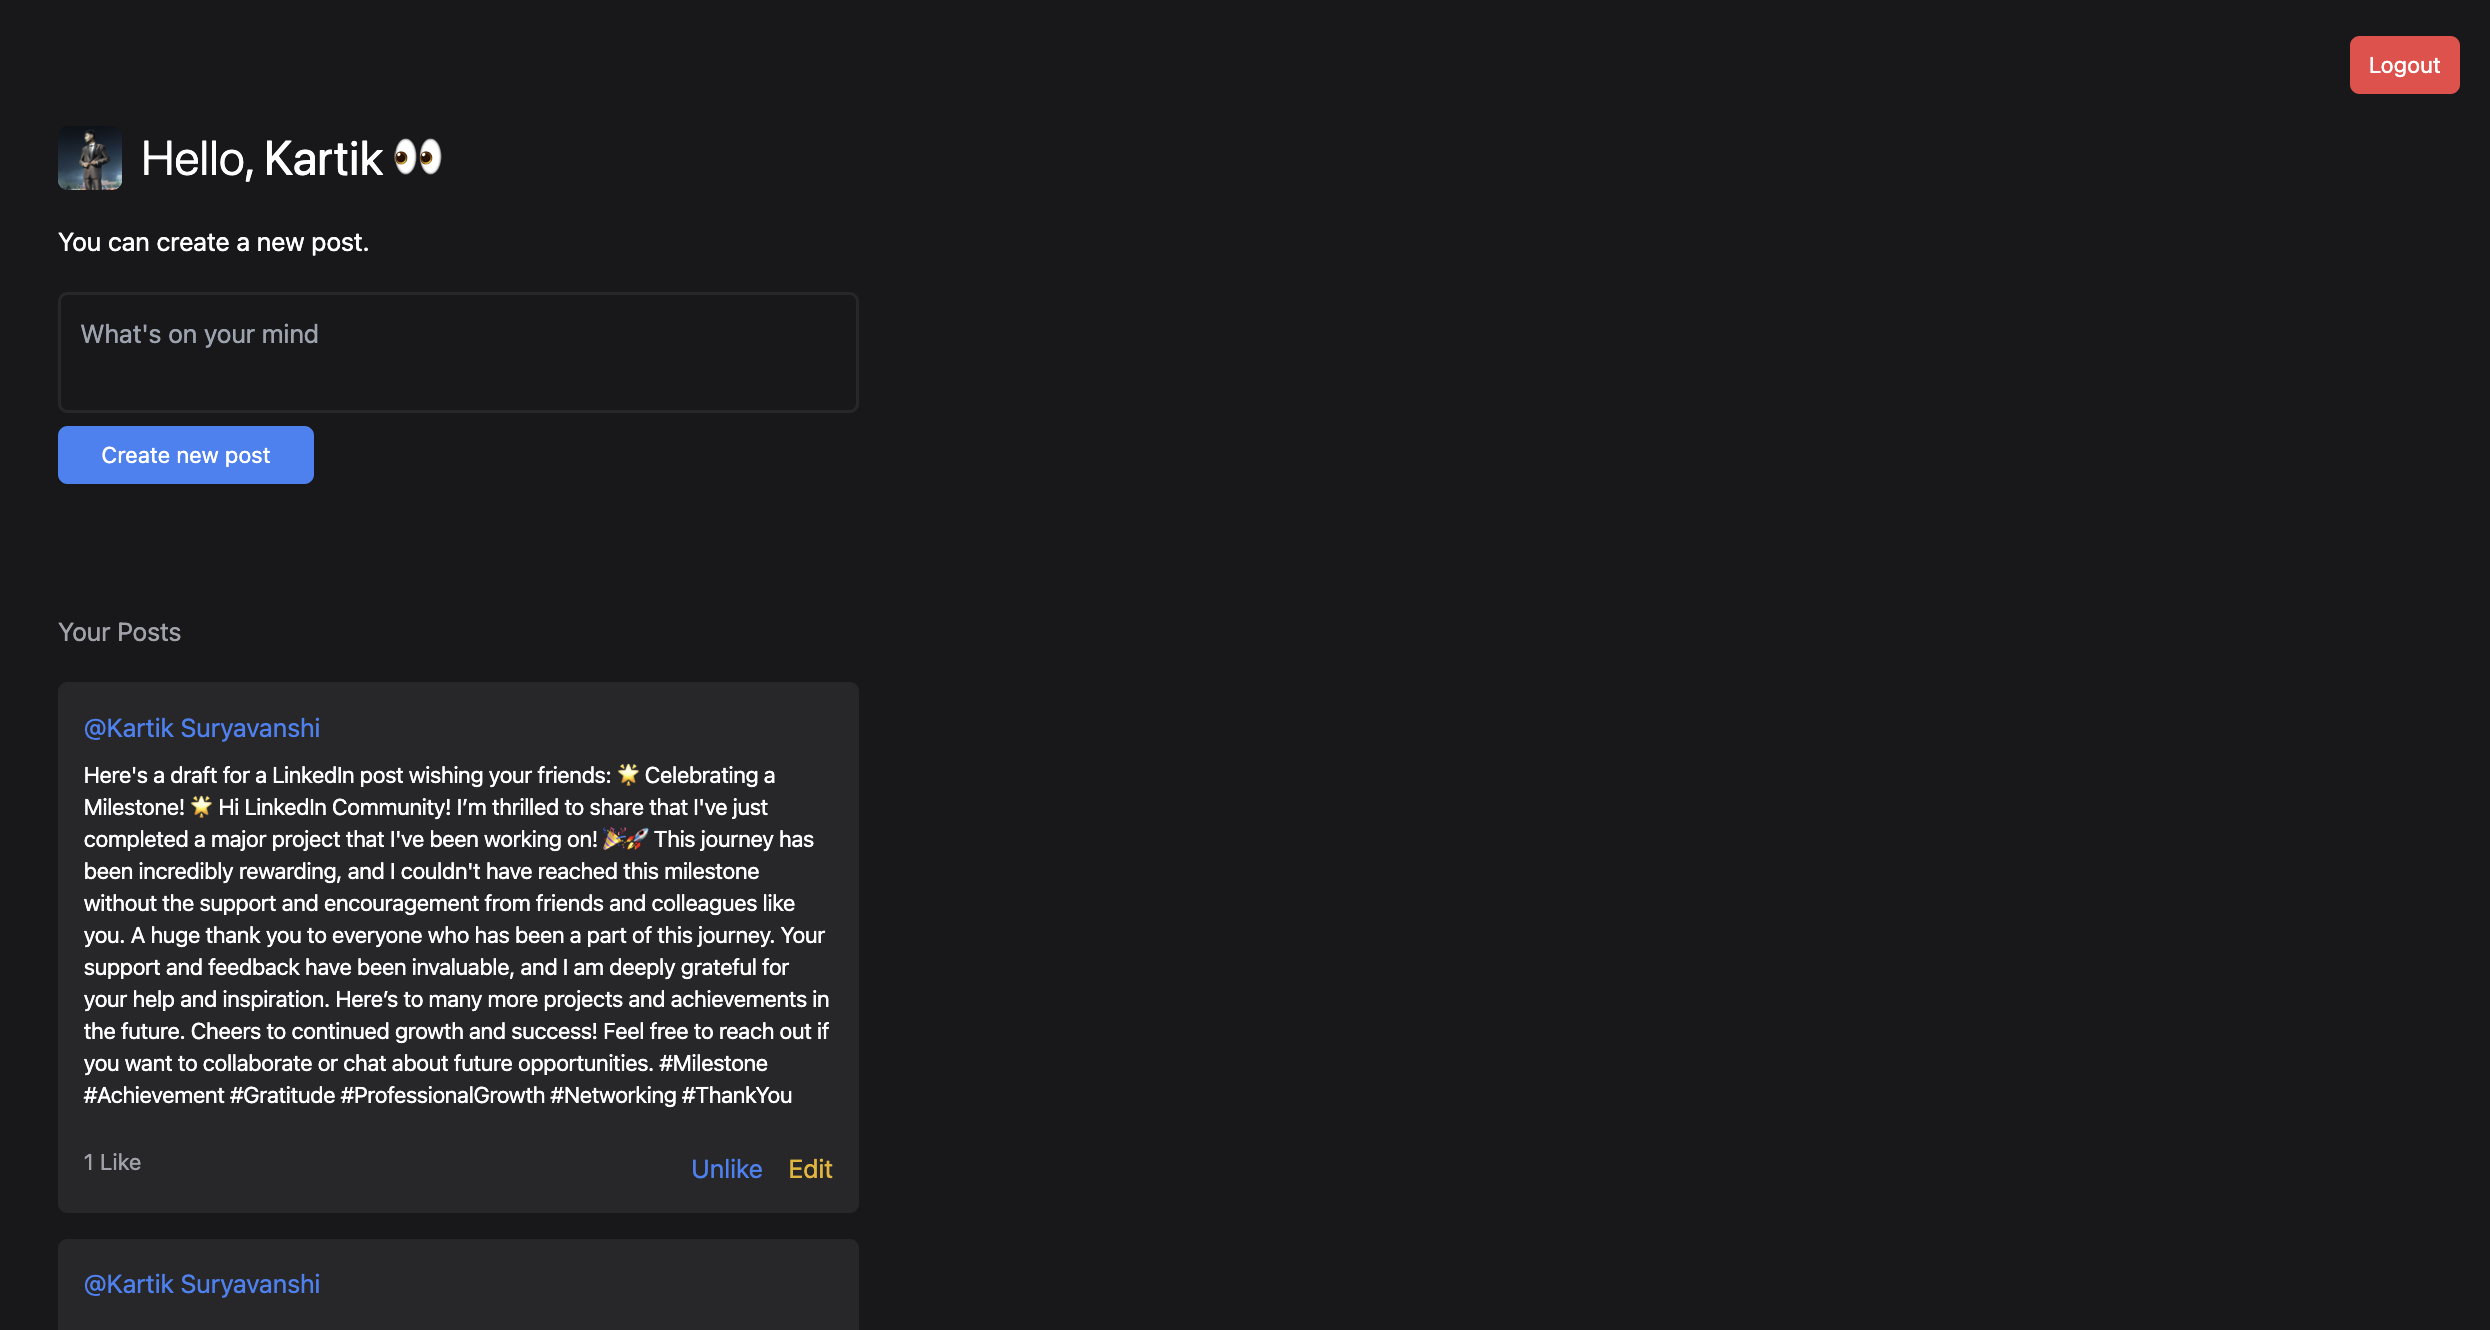 Logout
Hello, Kartik 👀
You can create a new post.
What's on your mind
Create new post
Your Posts
@Kartik Suryavanshi
Here's a draft for a LinkedIn post wishing your friends: 🌟 Celebrating a
Milestone! 🌟 Hi LinkedIn Community! I’m thrilled to share that I've just
completed a major project that I've been working on! 🎉🚀 This journey has
been incredibly rewarding, and I couldn't have reached this milestone
without the support and encouragement from friends and colleagues like
you. A huge thank you to everyone who has been a part of this journey. Your
support and feedback have been invaluable, and I am deeply grateful for
your help and inspiration. Here’s to many more projects and achievements in
the future. Cheers to continued growth and success! Feel free to reach out if
you want to collaborate or chat about future opportunities. #Milestone
#Achievement #Gratitude #ProfessionalGrowth #Networking #ThankYou
1 Like
Unlike Edit
@Kartik Suryavanshi